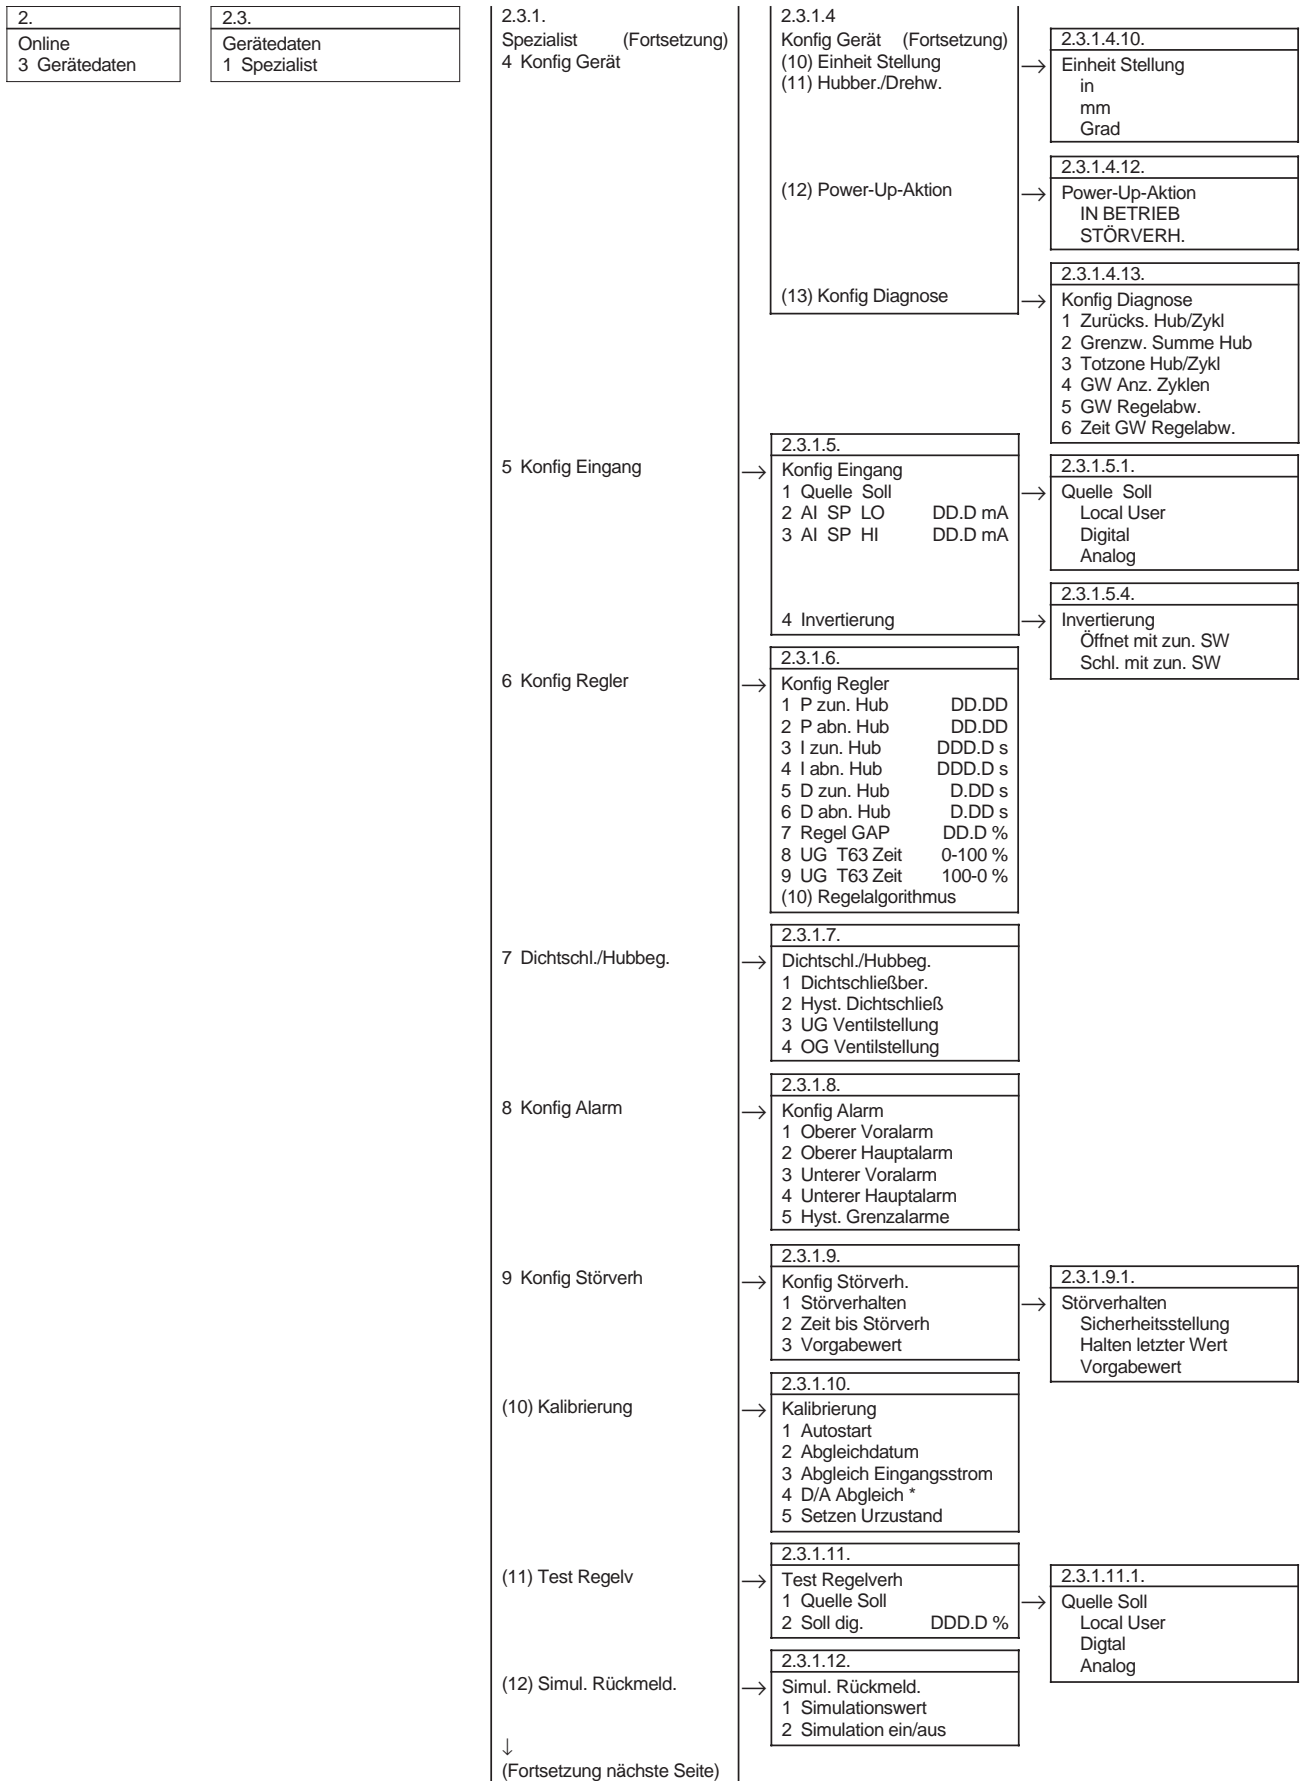 2.
Online
3 Gerätedaten
2.3.
Gerätedaten
1 Spezialist
2.3.1.
Spezialist (Fortsetzung)
4 Konfig Gerät
5 Konfig Eingang
6 Konfig Regler
7 Dichtschl./Hubbeg.
8 Konfig Alarm
9 Konfig Störverh
(10) Kalibrierung
(11) Test Regelv
(12) Simul. Rückmeld.
↓
(Fortsetzung nächste Seite)
2.3.1.4
Konfig Gerät (Fortsetzung)
(10) Einheit Stellung →
(11) Hubber./Drehw.
(12) Power-Up-Aktion →
(13) Konfig Diagnose →
2.3.1.4.10.
Einheit Stellung
in
mm
Grad
2.3.1.4.12.
Power-Up-Aktion
IN BETRIEB
STÖRVERH.
2.3.1.4.13.
Konfig Diagnose
1 Zurücks. Hub/Zykl
2 Grenzw. Summe Hub
3 Totzone Hub/Zykl
4 GW Anz. Zyklen
5 GW Regelabw.
6 Zeit GW Regelabw.
2.3.1.5.
→ Konfig Eingang
1 Quelle Soll →
2 AI SP LO DD.D mA
3 AI SP HI DD.D mA
4 Invertierung →
2.3.1.5.1.
Quelle Soll
Local User
Digital
Analog
2.3.1.5.4.
Invertierung
Öffnet mit zun. SW
Schl. mit zun. SW
2.3.1.6.
→ Konfig Regler
1 P zun. Hub DD.DD
2 P abn. Hub DD.DD
3 I zun. Hub DDD.D s
4 I abn. Hub DDD.D s
5 D zun. Hub D.DD s
6 D abn. Hub D.DD s
7 Regel GAP DD.D %
8 UG T63 Zeit 0-100 %
9 UG T63 Zeit 100-0 %
(10) Regelalgorithmus
2.3.1.7.
→ Dichtschl./Hubbeg.
1 Dichtschließber.
2 Hyst. Dichtschließ
3 UG Ventilstellung
4 OG Ventilstellung
2.3.1.8.
→ Konfig Alarm
1 Oberer Voralarm
2 Oberer Hauptalarm
3 Unterer Voralarm
4 Unterer Hauptalarm
5 Hyst. Grenzalarme
2.3.1.9.
→ Konfig Störverh.
1 Störverhalten →
2 Zeit bis Störverh
3 Vorgabewert
2.3.1.9.1.
Störverhalten
Sicherheitsstellung
Halten letzter Wert
Vorgabewert
2.3.1.10.
→ Kalibrierung
1 Autostart
2 Abgleichdatum
3 Abgleich Eingangsstrom
4 D/A Abgleich *
5 Setzen Urzustand
2.3.1.11.
→ Test Regelverh
1 Quelle Soll →
2 Soll dig. DDD.D %
2.3.1.11.1.
Quelle Soll
Local User
Digtal
Analog
2.3.1.12.
→ Simul. Rückmeld.
1 Simulationswert
2 Simulation ein/aus